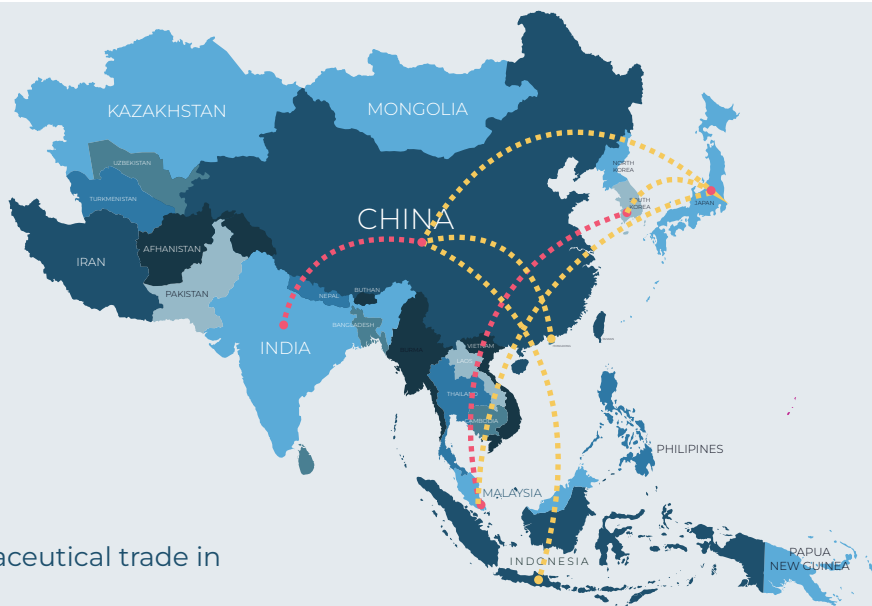 KAZAKHSTAN
MONGOLIA
UZBEKISTAN
NORTH
KOREA
TURKMENISTAN
SOUTH
KOREA
JAPAN
CHINA
AFHANISTAN
IRAN
PAKISTAN
BUTHAN
NEPAL
BANGLADESH
INDIA
VIETNAM
LAOS
THAILAND
CAMBODIA
PHILIPINES
MALAYSIA
aceutical trade in
INDONESIA
PAPUA
NEW GUINEA